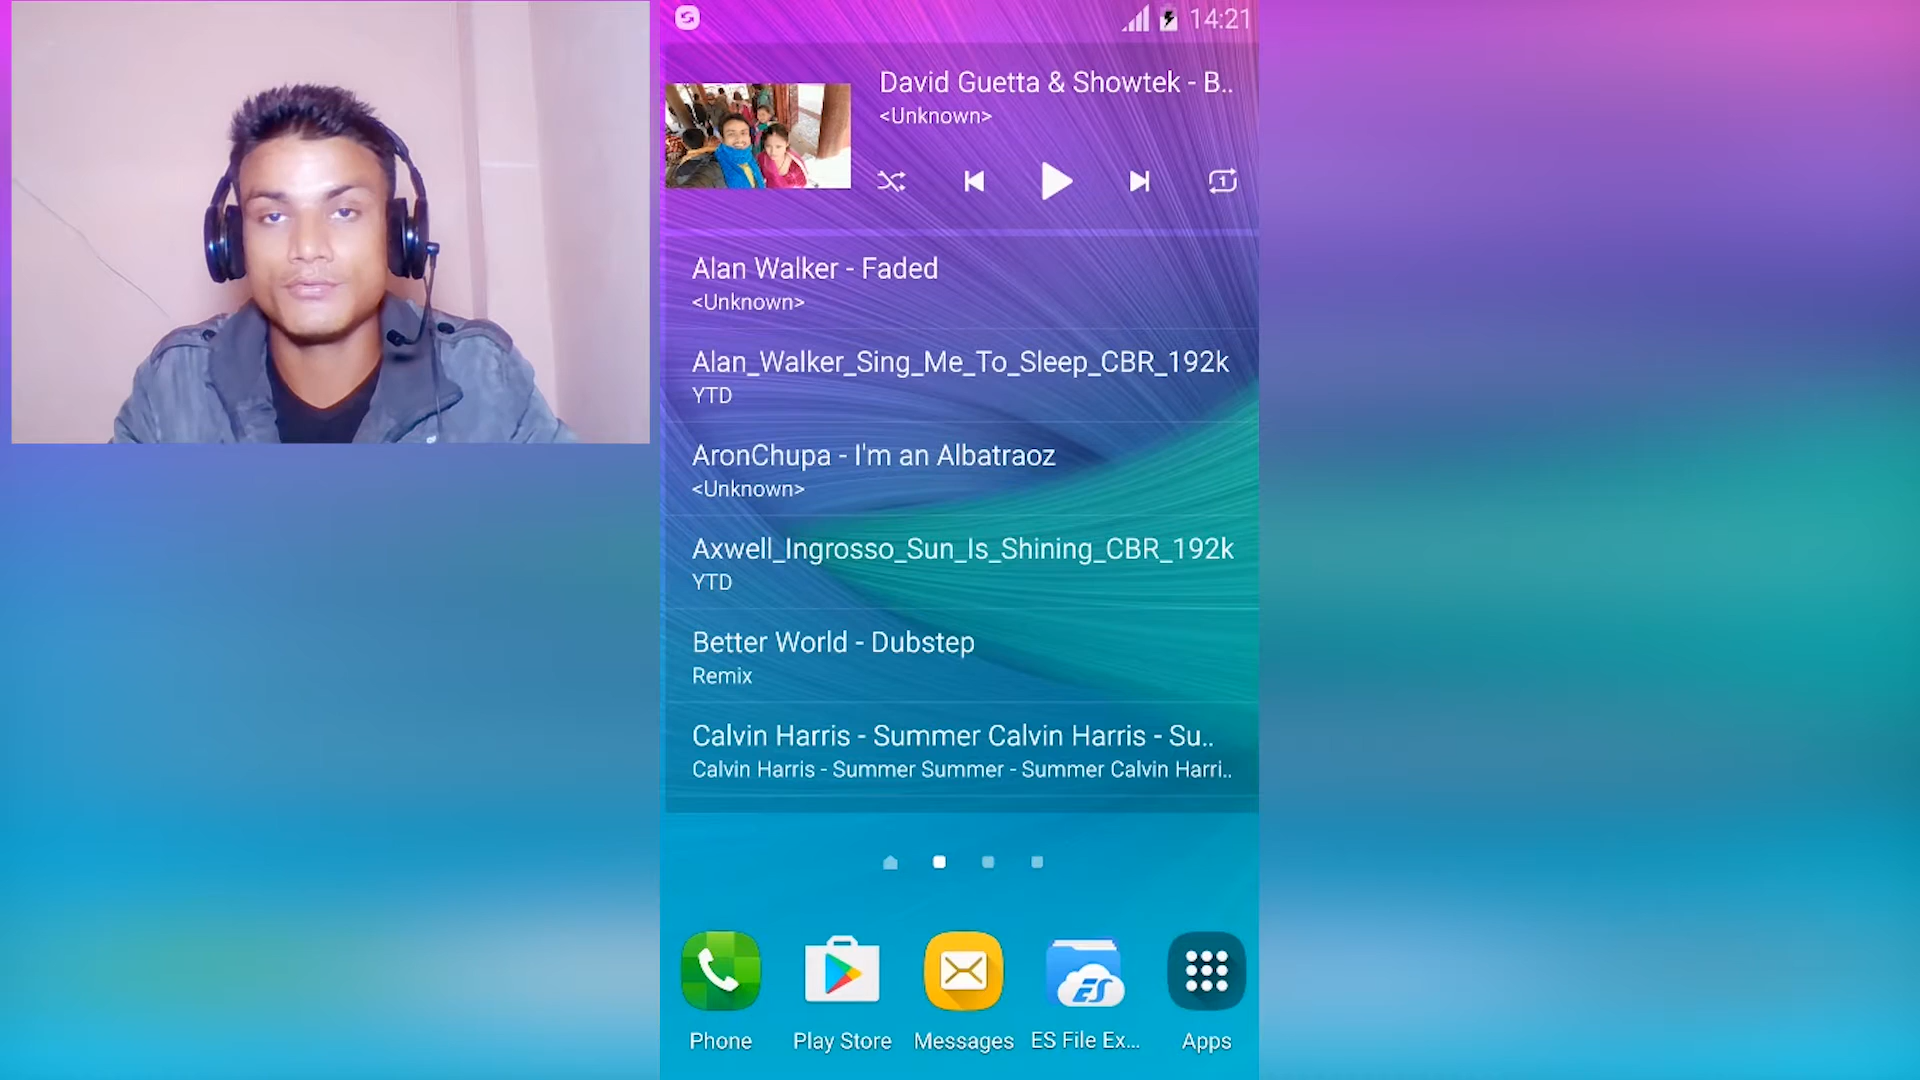 14:21
David Guetta & Showtek - B..
<Unknown>
1
Alan Walker - Faded
<Unknown>
Alan_Walker_Sing_Me_To_Sleep_CBR_192k
YTD
AronChupa - I'm an Albatraoz
<Unknown>
Axwell_Ingrosso_Sun_Is_Shining_CBR_192k
YTD
Better World - Dubstep
Remix
Calvin Harris - Summer Calvin Harris - Su..
Calvin Harris - Summer Summer - Summer Calvin Harri..
ES
Phone Play Store Messages ES File Ex... Apps